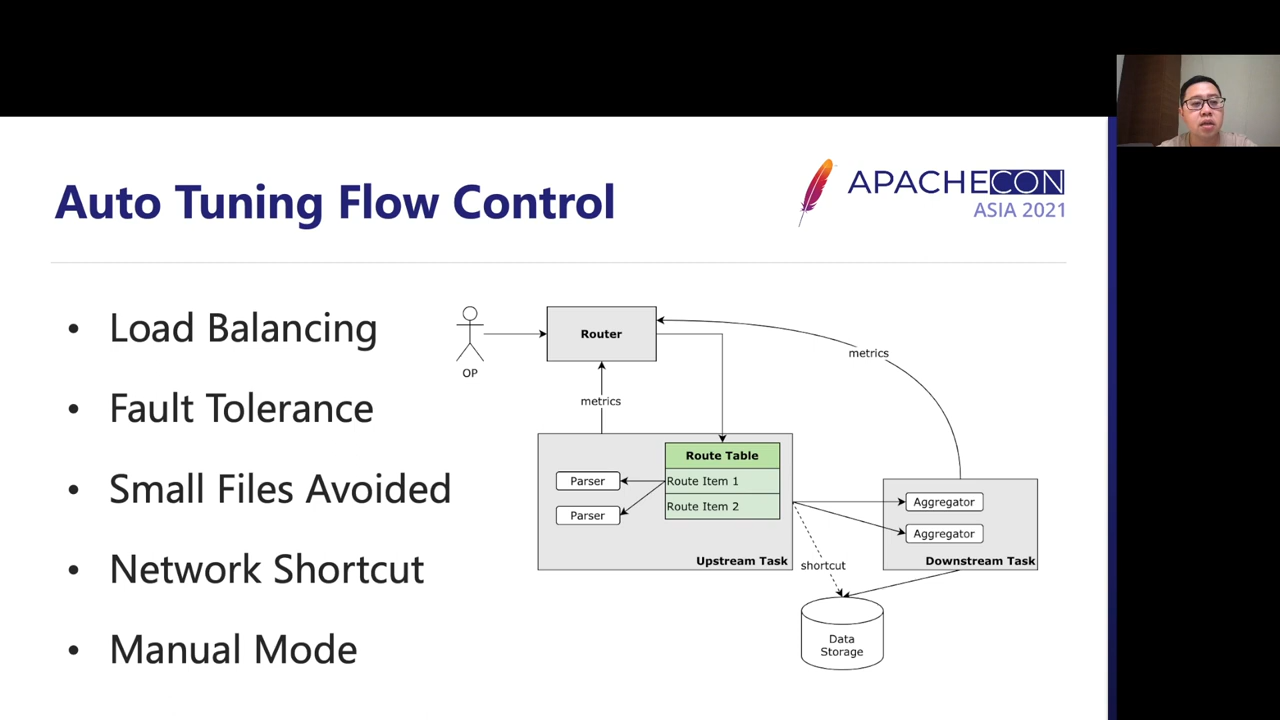 Auto Tuning Flow Control
APACHECON
ASIA 2021
• Load Balancing
• Fault Tolerance
• Small Files Avoided
• Network Shortcut
• Manual Mode
OP
Router
metrics
metrics
Route Table
Route Item 1
Route Item 2
Parser
Parser
Upstream Task
Aggregator
Aggregator
Downstream Task
shortcut
Data
Storage